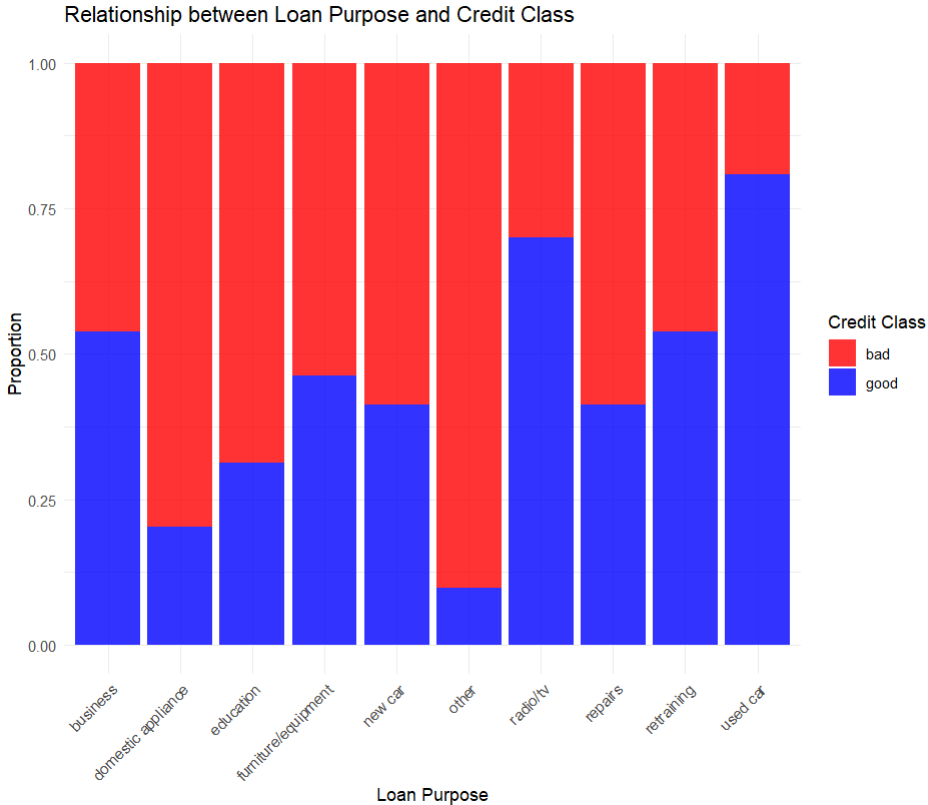 Relationship between Loan Purpose and Credit Class
1.00
0.75
0.50
0.25
0.00
Proportion
business
domestic appliance
education
furniture/equipment
new car
other
radio/tv
repairs
retraining
used car
Loan Purpose
Credit Class
bad
good